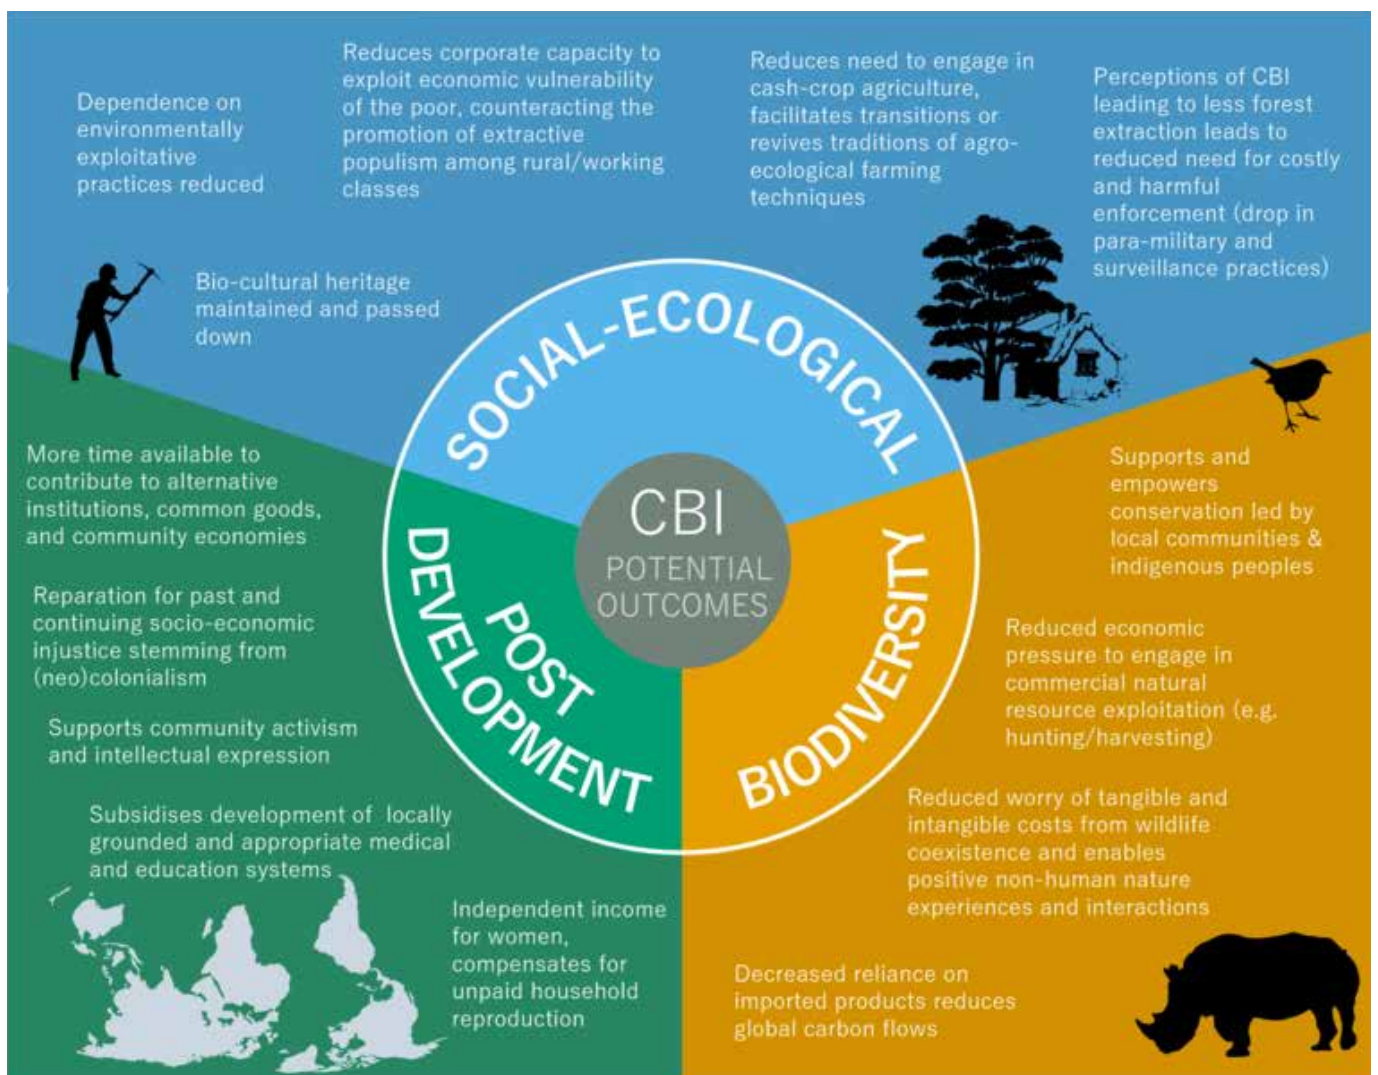 Dependence on
environmentally
exploitative
practices reduced
Reduces corporate capacity to
exploit economic vulnerability
of the poor, counteracting the
promotion of extractive
populism among rural/working
classes
Reduces need to engage in
cash-crop agriculture,
facilitates transitions or
revives traditions of agro-
ecological farming
techniques
Perceptions of CBI
leading to less forest
extraction leads to
reduced need for costly
and harmful
enforcement (drop in
para-military and
surveillance practices)
Bio-cultural heritage
maintained and passed
down
SOCIAL-ECOLOGICAL
CBI
POTENTIAL
OUTCOMES
POST
DEVELOPMENT
BIODIVERSITY
More time available to
contribute to alternative
institutions, common goods,
and community economies
Reparation for past and
continuing socio-economic
injustice stemming from
(neo)colonialism
Supports community activism
and intellectual expression
Subsidises development of locally
grounded and appropriate medical
and education systems
Independent income
for women,
compensates for
unpaid household
reproduction
Supports and
empowers
conservation led by
local communities &
indigenous peoples
Reduced economic
pressure to engage in
commercial natural
resource exploitation (e.g.
hunting/harvesting)
Reduced worry of tangible and
intangible costs from wildlife
coexistence and enables
positive non-human nature
experiences and interactions
Decreased reliance on
imported products reduces
global carbon flows